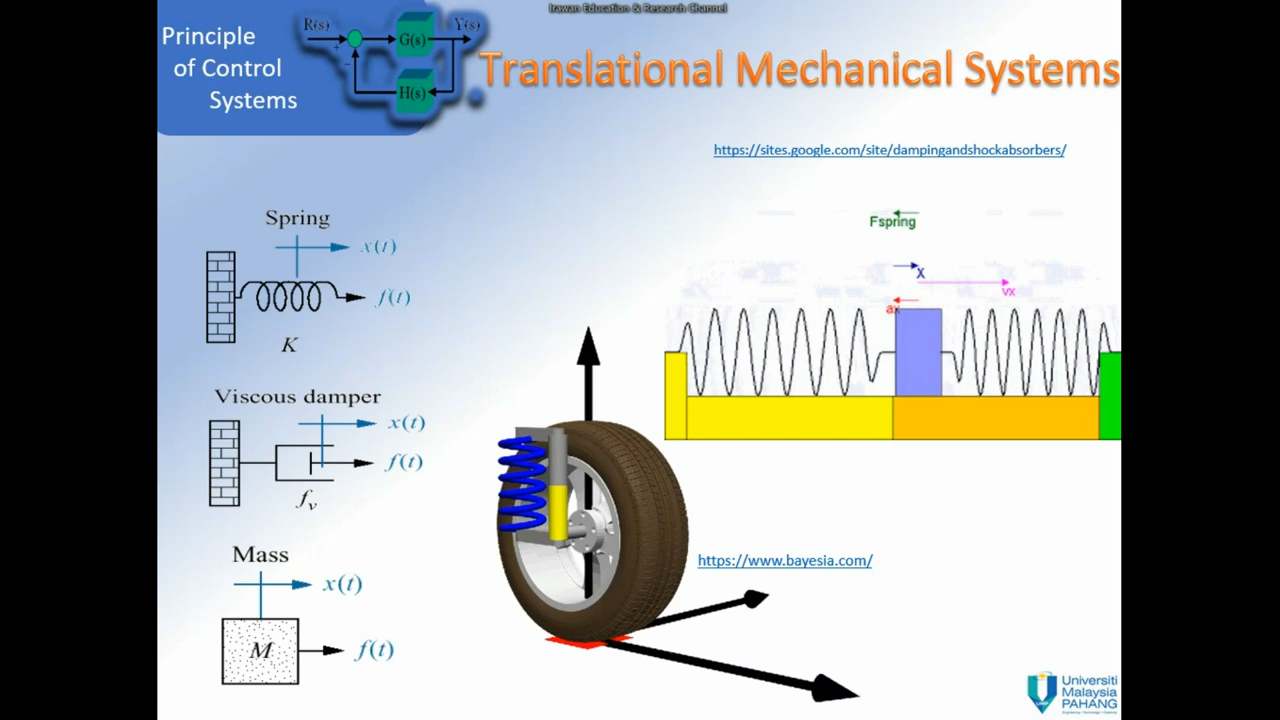 Irawan Education & Research Channel
Principle
of Control
Systems
R(s)
+
−
G(s)
Y(s)
H(s)
Translational Mechanical Systems
https://sites.google.com/site/dampingandshockabsorbers/
Spring
x(t)
f(t)
K
Fspring
X
vx
ax
Viscous damper
x(t)
f(t)
fv
https://www.bayesia.com/
Mass
x(t)
M
f(t)
Universiti
Malaysia
PAHANG